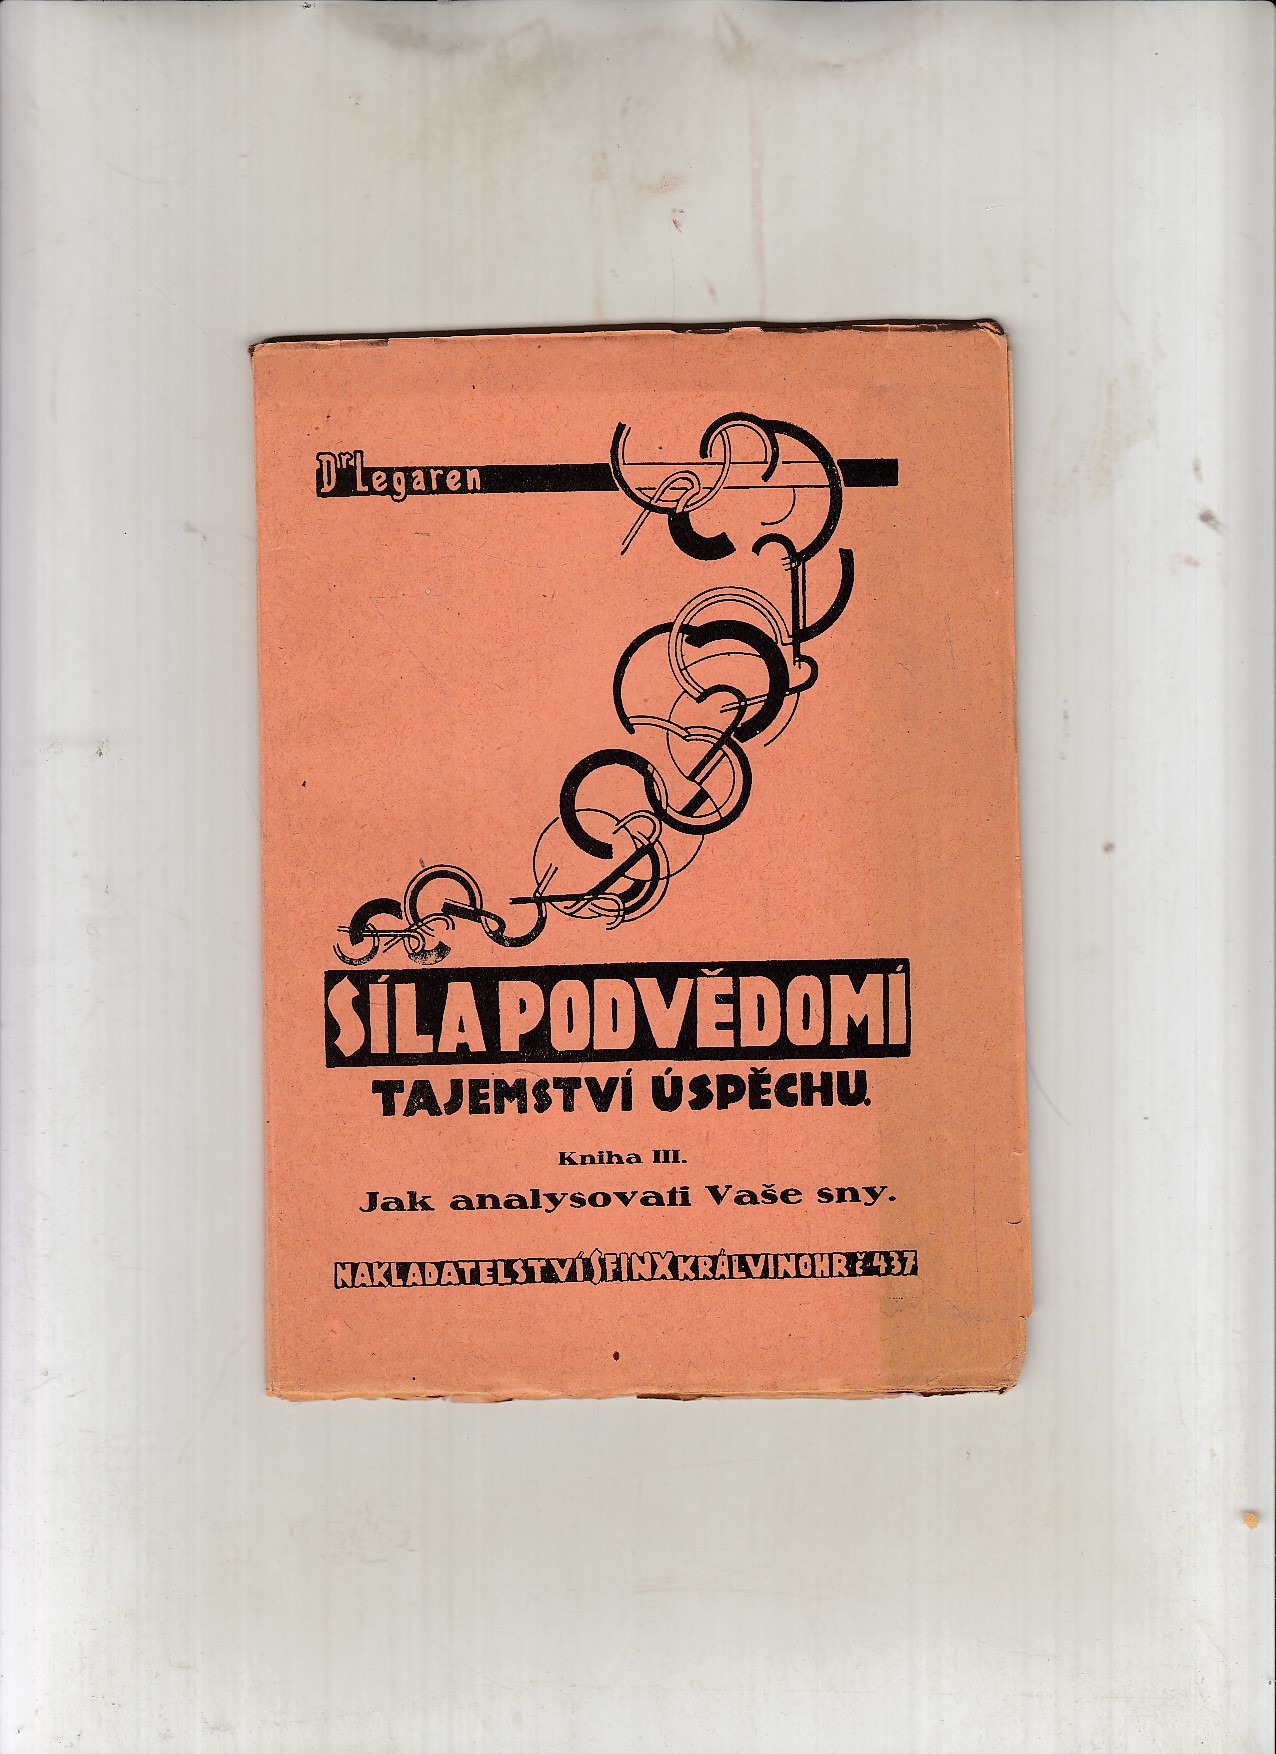 Dr Legaren
SÍLA PODVĚDOMÍ
TAJEMSTVÍ ÚSPĚCHU.
Kniha III.
Jak analysovati Vaše sny.
NAKLADATELSTVÍ SFINX KRÁL VINOHR č 437